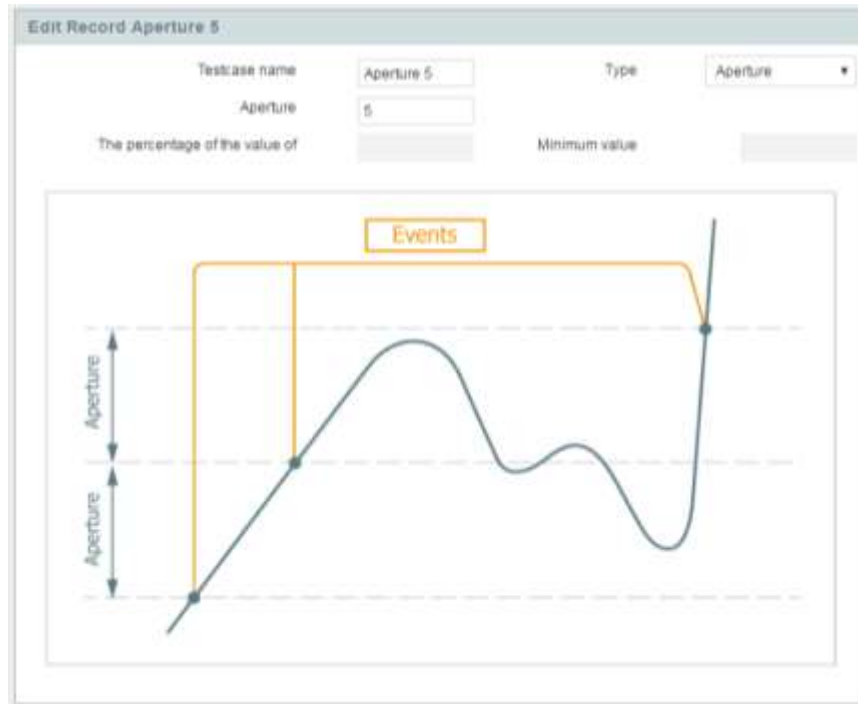 Edit Record Aperture 5
Testcase name Aperture 5 Type Aperture
Aperture 5
The percentage of the value of Minimum value
Events
Aperture
Aperture